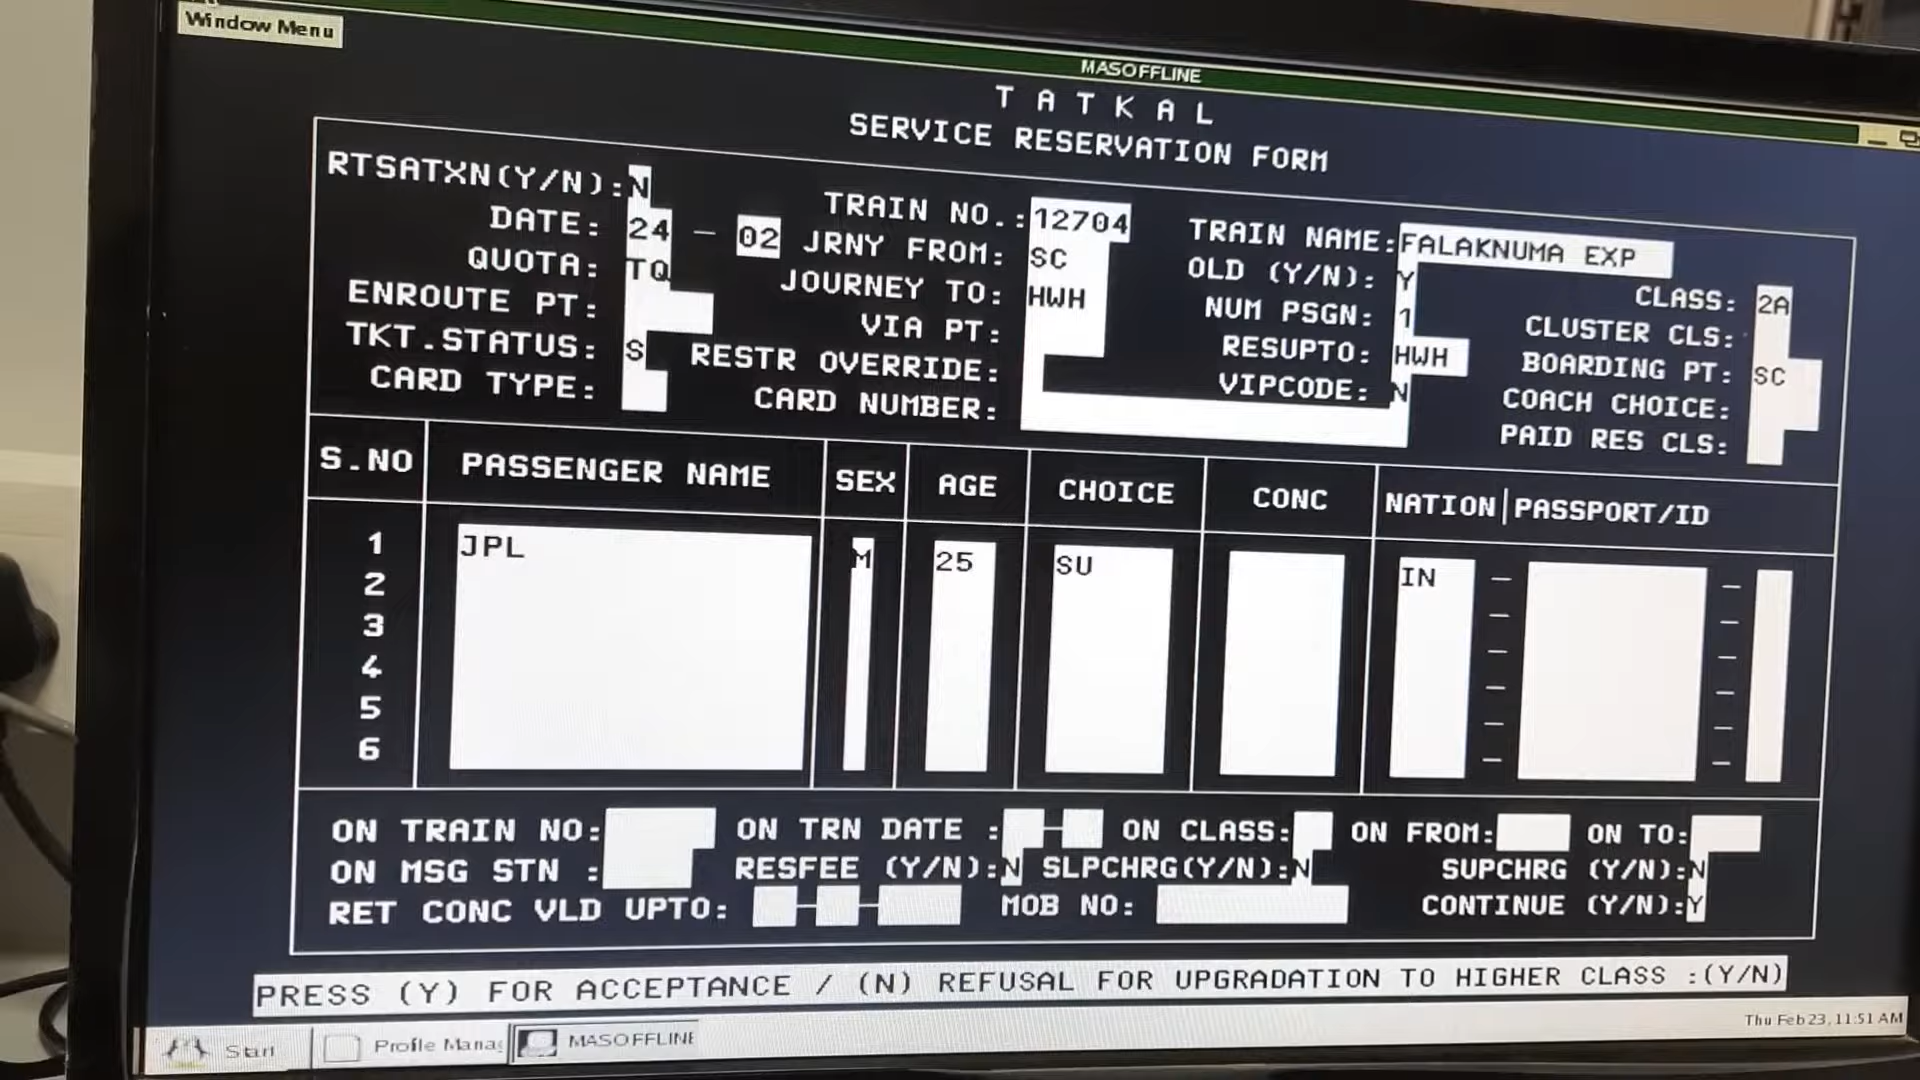 Window Menu
MASOFFLINE
T A T K A L
SERVICE RESERVATION FORM
RTSATXN(Y/N):N
DATE: 24 - 02 TRAIN NO.:12704 TRAIN NAME:FALAKNUMA EXP
QUOTA: TQ JRNY FROM: SC OLD (Y/N): Y CLASS: 2A
ENROUTE PT: JOURNEY TO: HWH NUM PSGN: 1 CLUSTER CLS:
TKT.STATUS: S VIA PT: RESUPTO: HWH BOARDING PT: SC
CARD TYPE: RESTR OVERRIDE: VIPCODE: N COACH CHOICE:
CARD NUMBER: PAID RES CLS:
S.NO PASSENGER NAME SEX AGE CHOICE CONC NATION|PASSPORT/ID
1 JPL M 25 SU IN - -
2 - -
3 - -
4 - -
5 - -
6 - -
ON TRAIN NO: ON TRN DATE : - ON CLASS: ON FROM: ON TO:
ON MSG STN : RESFEE (Y/N):N SLPCHRG(Y/N):N SUPCHRG (Y/N):N
RET CONC VLD UPTO: - - MOB NO: CONTINUE (Y/N):Y
PRESS (Y) FOR ACCEPTANCE / (N) REFUSAL FOR UPGRADATION TO HIGHER CLASS :(Y/N)
Start Profile Mana MASOFFLINE Thu Feb 23, 11:51 AM